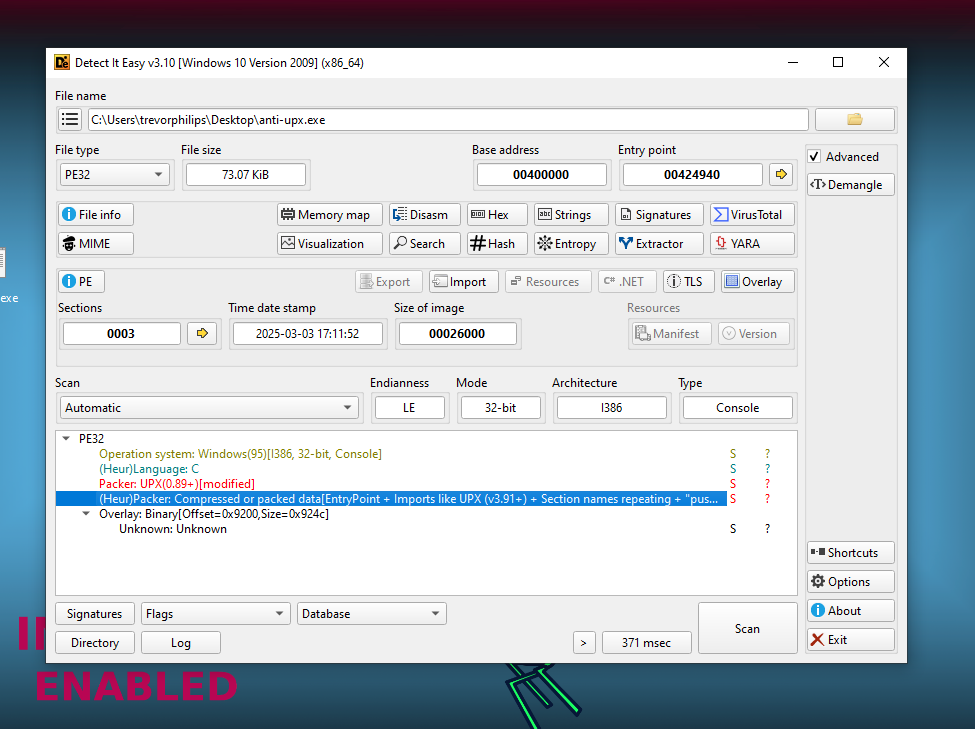 Detect It Easy v3.10 [Windows 10 Version 2009] (x86_64)
File name
C:\Users\trevorphilips\Desktop\anti-upx.exe
File type
File size
Base address
Entry point
Advanced
PE32
73.07 KiB
00400000
00424940
Demangle
File info
Memory map
Disasm
Hex
Strings
Signatures
VirusTotal
MIME
Visualization
Search
Hash
Entropy
Extractor
YARA
PE
Export
Import
Resources
C# .NET
TLS
Overlay
exe
Sections
Time date stamp
Size of image
Resources
0003
2025-03-03 17:11:52
00026000
Manifest
Version
Scan
Endianness
Mode
Architecture
Type
Automatic
LE
32-bit
I386
Console
PE32
Operation system: Windows(95)[I386, 32-bit, Console] S ?
(Heur)Language: C S ?
Packer: UPX(0.89+)[modified] S ?
(Heur)Packer: Compressed or packed data[EntryPoint + Imports like UPX (v3.91+) + Section names repeating + "pus... S ?
Overlay: Binary[Offset=0x9200,Size=0x924c]
Unknown: Unknown S ?
Shortcuts
Options
About
Exit
Signatures
Flags
Database
Scan
Directory
Log
>
371 msec
ENABLED